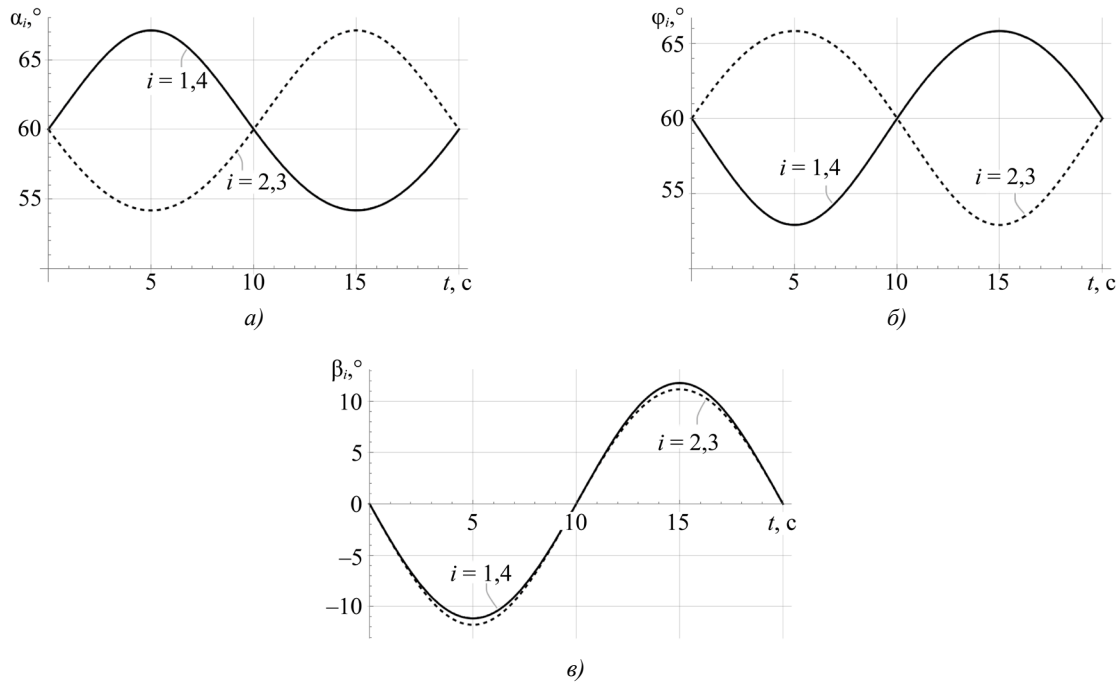 αᵢ,°
65
60
55
i = 1,4
i = 2,3
5
10
15
t, с
а)
φᵢ,°
65
60
55
i = 1,4
i = 2,3
5
10
15
t, с
б)
βᵢ,°
10
5
0
–5
–10
i = 2,3
i = 1,4
5
10
15
t, с
в)